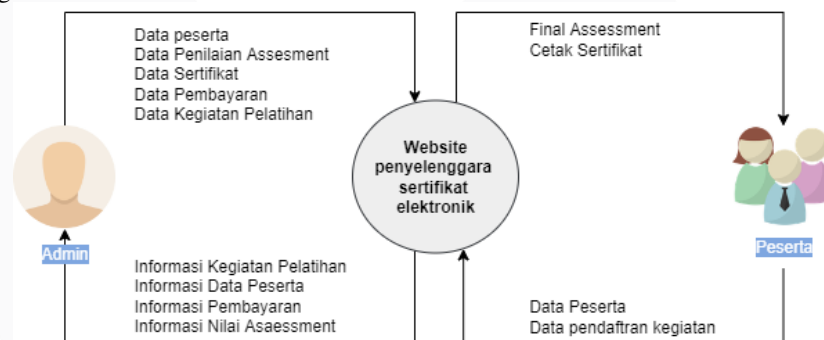 Data peserta
Data Penilaian Assesment
Data Sertifikat
Data Pembayaran
Data Kegiatan Pelatihan
Final Assessment
Cetak Sertifikat
Website
penyelenggara
sertifikat
elektronik
Admin
Peserta
Informasi Kegiatan Pelatihan
Informasi Data Peserta
Informasi Pembayaran
Informasi Nilai Asaessment
Data Peserta
Data pendaftran kegiatan